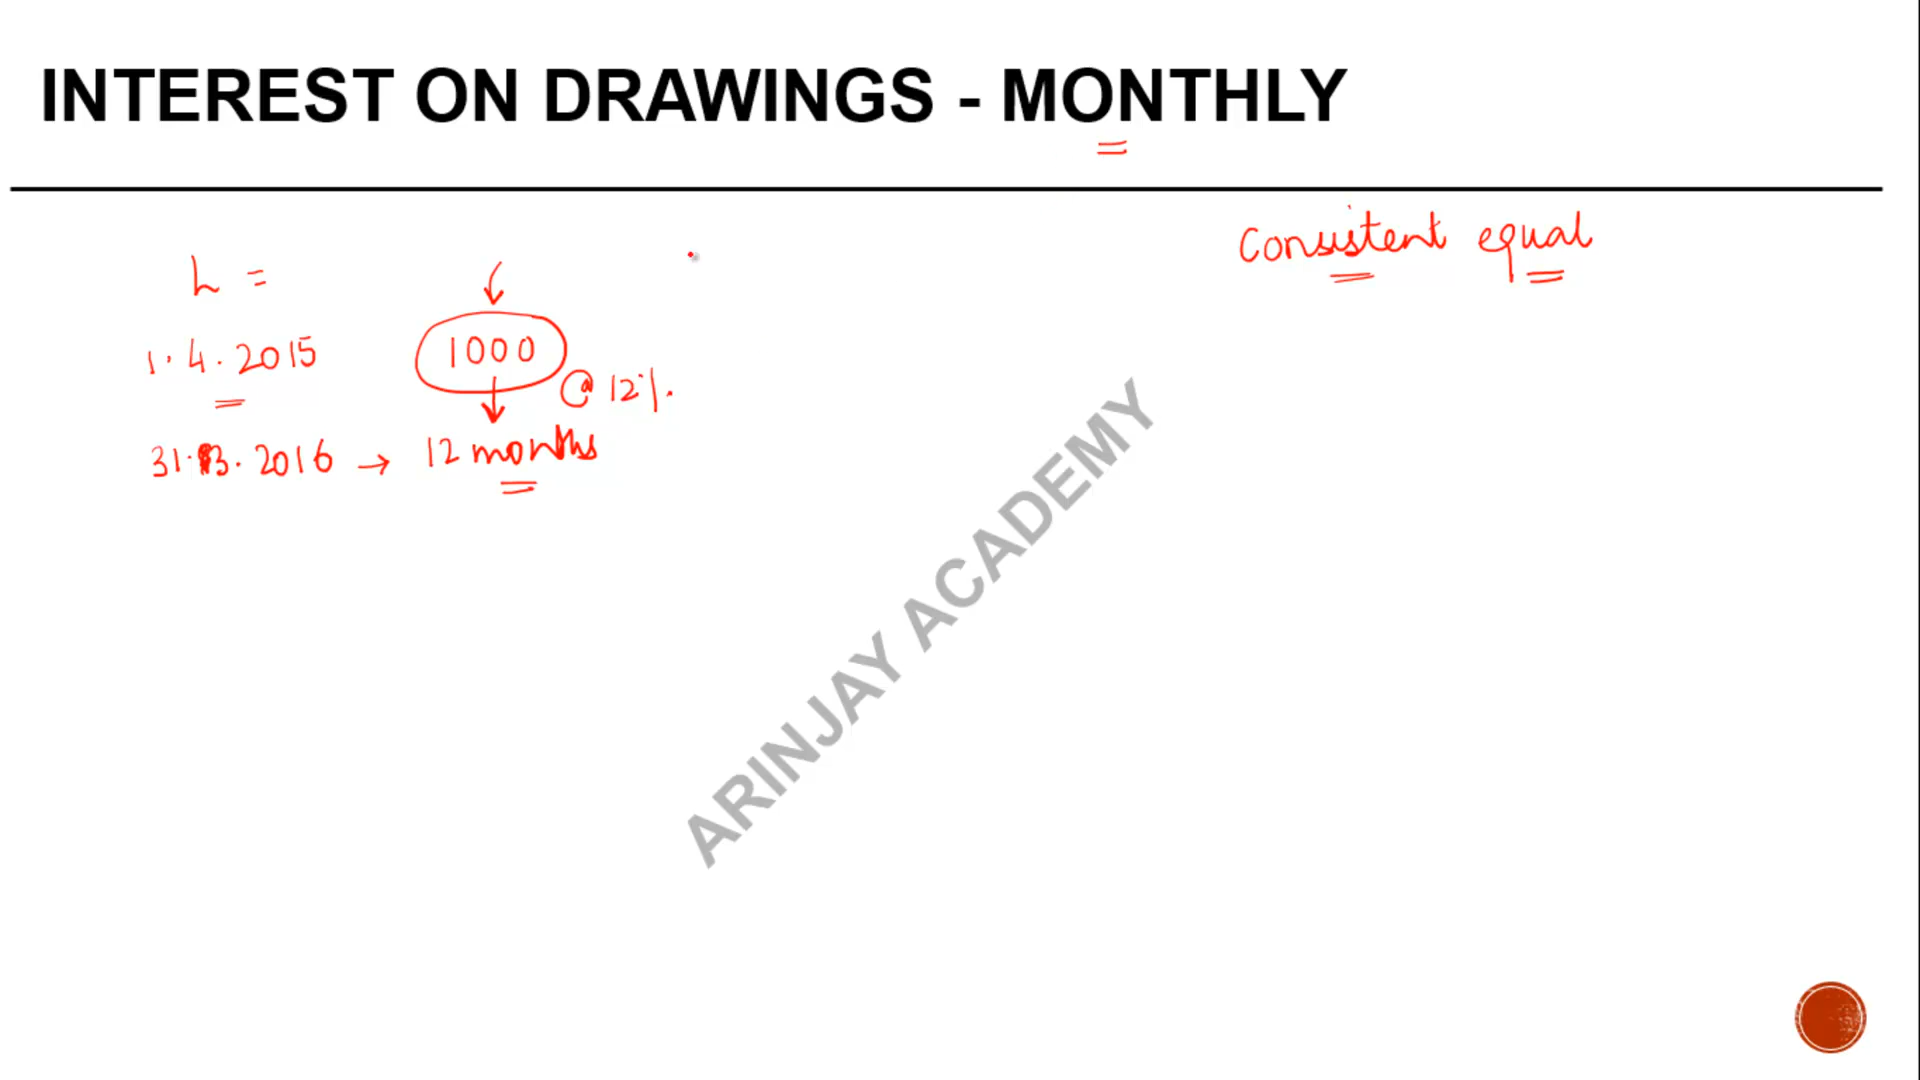 INTEREST ON DRAWINGS - MONTHLY
Consistent equal
L =
1.4.2015 1000 @ 12%.
31.3.2016 → 12 months
ARINJAY ACADEMY